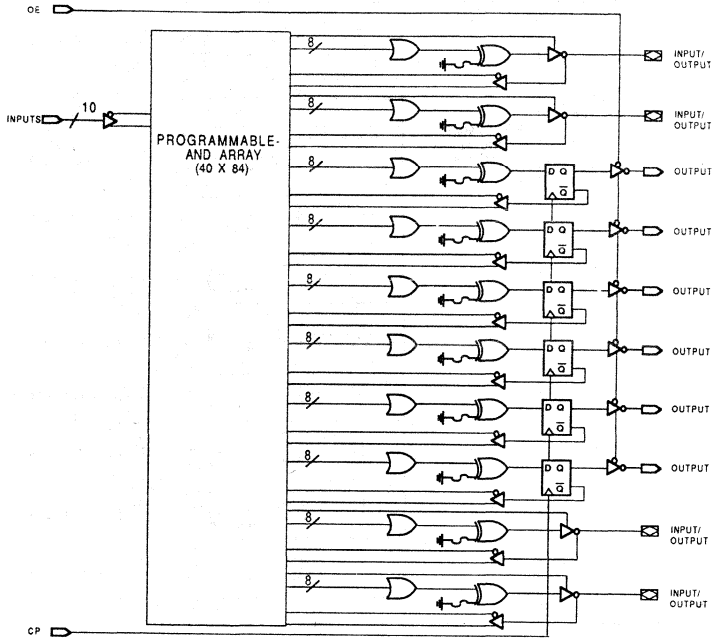 OE
8
INPUT/
OUTPUT
10
INPUTS
8
INPUT/
OUTPUT
PROGRAMMABLE-
AND ARRAY
(40 X 84)
8
D Q
Q
OUTPUT
8
D Q
Q
OUTPUT
8
D Q
Q
OUTPUT
8
D Q
Q
OUTPUT
8
D Q
Q
OUTPUT
8
D Q
Q
OUTPUT
8
INPUT/
OUTPUT
8
INPUT/
OUTPUT
CP